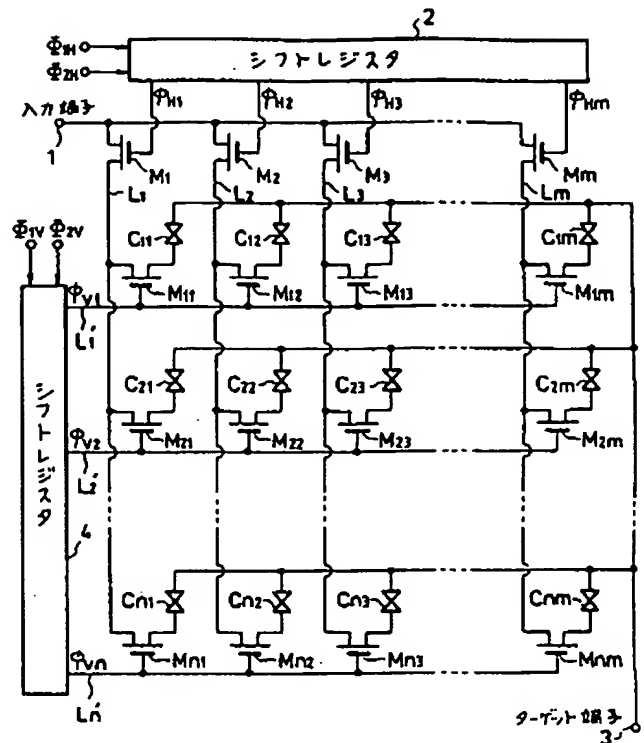 2
Φ1H
Φ2H
シフトレジスタ
φH1 φH2 φH3 φHm
入力端子
1
M1 M2 M3 Mm
L1 L2 L3 Lm
Φ1V Φ2V
C11 C12 C13 C1m
φV1
M11 M12 M13 M1m
L1'
C21 C22 C23 C2m
シフトレジスタ
φV2
M21 M22 M23 M2m
L2'
4
Cn1 Cn2 Cn3 Cnm
φVn
Mn1 Mn2 Mn3 Mnm
Ln'
ターゲット端子
3